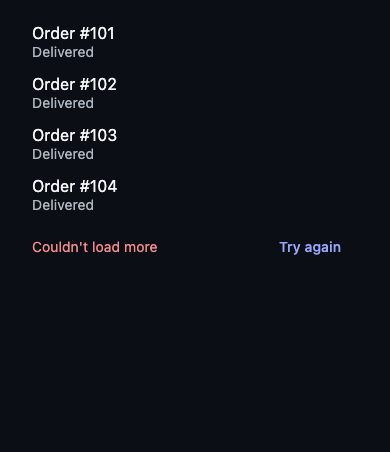 Order #101
Delivered
Order #102
Delivered
Order #103
Delivered
Order #104
Delivered
Couldn't load more Try again